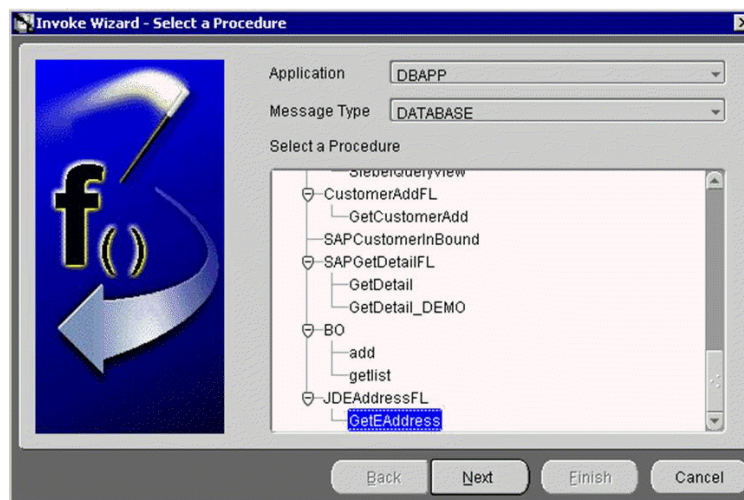 Invoke Wizard - Select a Procedure
Application DBAPP
Message Type DATABASE
Select a Procedure
SiebelQueryView
CustomerAddFL
GetCustomerAdd
SAPCustomerInBound
SAPGetDetailFL
GetDetail
GetDetail_DEMO
BO
add
getlist
JDEAddressFL
GetEAddress
f()
Back Next Finish Cancel